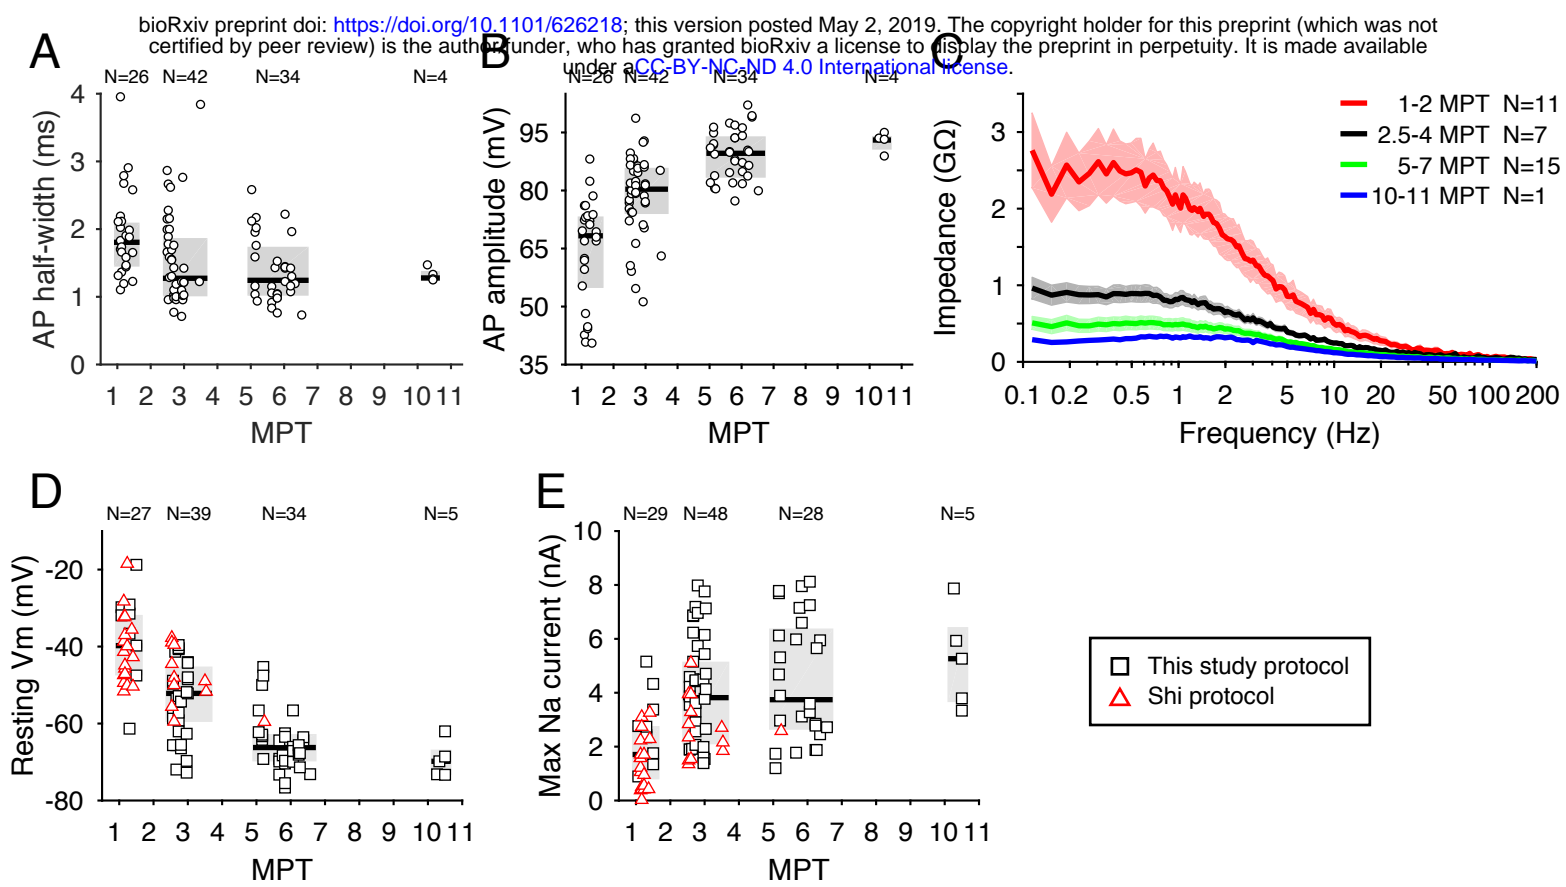 bioRxiv preprint doi: https://doi.org/10.1101/626218; this version posted May 2, 2019. The copyright holder for this preprint (which was not
certified by peer review) is the author/funder, who has granted bioRxiv a license to display the preprint in perpetuity. It is made available
under aCC-BY-NC-ND 4.0 International license.
A
N=26 N=42 N=34 N=4
AP half-width (ms)
4
3
2
1
0
1 2 3 4 5 6 7 8 9 10 11
MPT
B
N=26 N=42 N=34 N=4
AP amplitude (mV)
95
80
65
50
35
1 2 3 4 5 6 7 8 9 10 11
MPT
C
1-2 MPT N=11
2.5-4 MPT N=7
5-7 MPT N=15
10-11 MPT N=1
Impedance (GΩ)
3
2
1
0
0.1 0.2 0.5 1 2 5 10 20 50 100 200
Frequency (Hz)
D
N=27 N=39 N=34 N=5
Resting Vm (mV)
-20
-40
-60
-80
1 2 3 4 5 6 7 8 9 10 11
MPT
E
N=29 N=48 N=28 N=5
Max Na current (nA)
10
8
6
4
2
0
1 2 3 4 5 6 7 8 9 10 11
MPT
This study protocol
Shi protocol